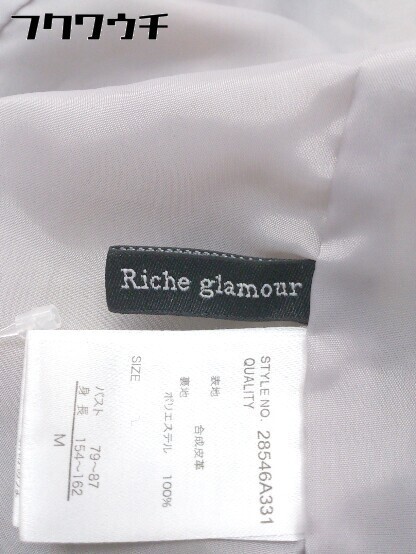 フクワウチ
Riche glamour
STYLE NO. 28546A331
QUALITY
表地 合成皮革
裏地 ポリエステル 100%
SIZE
バスト 79~87
身長 154~162
M